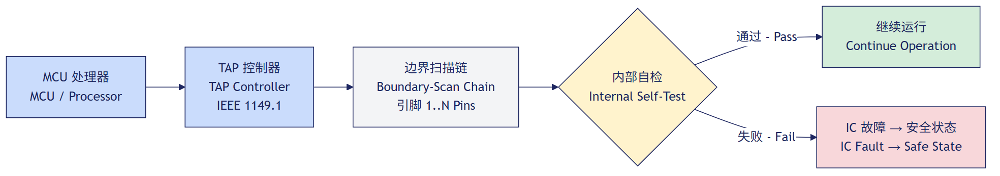 MCU 处理器
MCU / Processor
TAP 控制器
TAP Controller
IEEE 1149.1
边界扫描链
Boundary-Scan Chain
引脚 1..N Pins
内部自检
Internal Self-Test
通过 - Pass
继续运行
Continue Operation
失败 - Fail
IC 故障 → 安全状态
IC Fault → Safe State